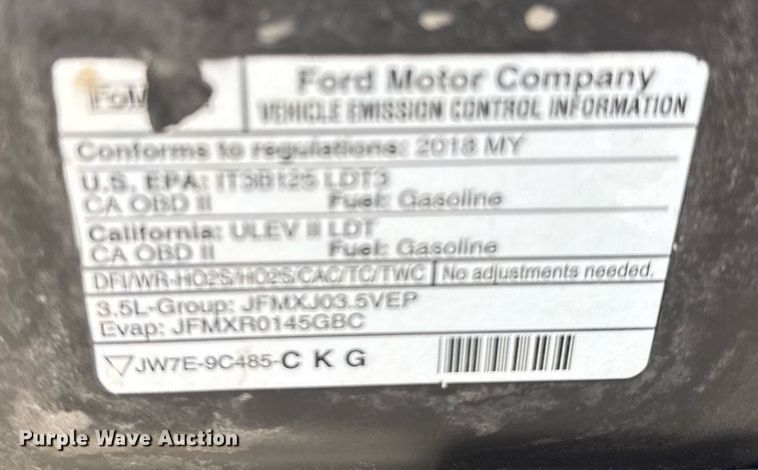 FoM
Ford Motor Company
VEHICLE EMISSION CONTROL INFORMATION
Conforms to regulations: 2018 MY
U.S. EPA: LDT3
CA OBD II Fuel: Gasoline
California: ULEV II LDT
CA OBD II Fuel: Gasoline
DFI/WR-HO2S/HO2S/CAC/TC/TWC No adjustments needed.
3.5L-Group: JFMXJ03.5VEP
Evap: JFMXR0145GBC
JW7E-9C485-C K G
Purple Wave Auction